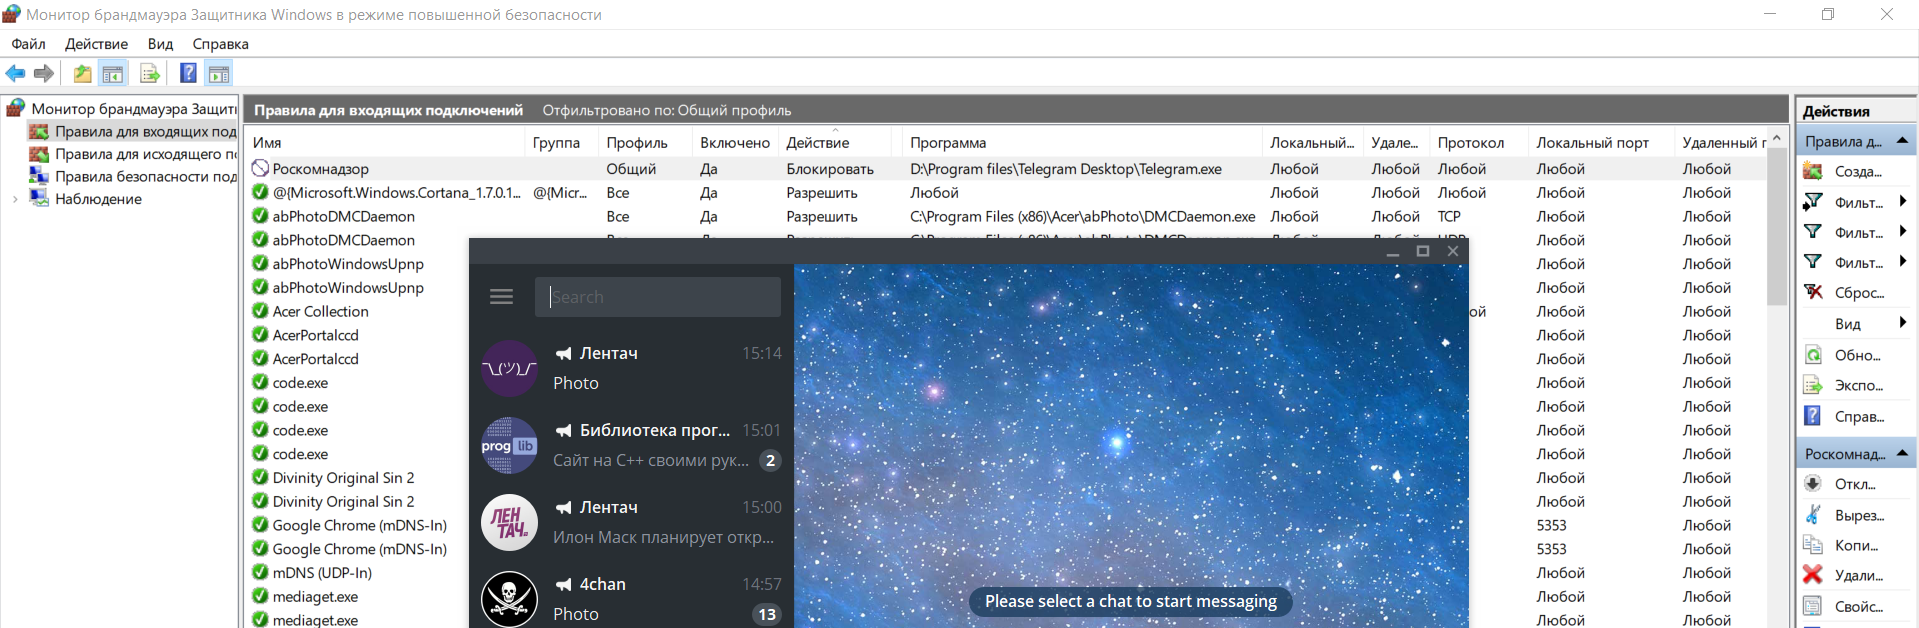 Монитор брандмауэра Защитника Windows в режиме повышенной безопасности
Файл Действие Вид Справка
Монитор брандмауэра Защити
Правила для входящих под
Правила для исходящего п
Правила безопасности под
Наблюдение
Правила для входящих подключений Отфильтровано по: Общий профиль
Имя Группа Профиль Включено Действие Программа Локальный... Удале... Протокол Локальный порт Удаленный п
Роскомнадзор Общий Да Блокировать D:\Program files\Telegram Desktop\Telegram.exe Любой Любой Любой Любой Любой
@{Microsoft.Windows.Cortana_1.7.0.1... @{Micr... Все Да Разрешить Любой Любой Любой Любой Любой Любой
abPhotoDMCDaemon Все Да Разрешить C:\Program Files (x86)\Acer\abPhoto\DMCDaemon.exe Любой Любой TCP Любой Любой
abPhotoDMCDaemon Любой Любой
abPhotoWindowsUpnp Любой Любой
abPhotoWindowsUpnp Любой Любой
Acer Collection ой Любой Любой
AcerPortalccd Любой Любой
AcerPortalccd Любой Любой
code.exe Любой Любой
code.exe Любой Любой
code.exe Любой Любой
code.exe Любой Любой
Divinity Original Sin 2 Любой Любой
Divinity Original Sin 2 Любой Любой
Google Chrome (mDNS-In) 5353 Любой
Google Chrome (mDNS-In) 5353 Любой
mDNS (UDP-In) Любой Любой
mediaget.exe Любой Любой
mediaget.exe Любой Любой
Search
Лентач 15:14
Photo
prog lib
Библиотека прог... 15:01
Сайт на C++ своими рук... 2
ЛЕН
ТАЧ
Лентач 15:00
Илон Маск планирует откр...
4chan 14:57
Photo 13
Please select a chat to start messaging
Действия
Правила д...
Созда...
Фильт...
Фильт...
Фильт...
Сброс...
Вид
Обно...
Экспо...
Справ...
Роскомнад...
Откл...
Вырез...
Копи...
Удали...
Свойс...